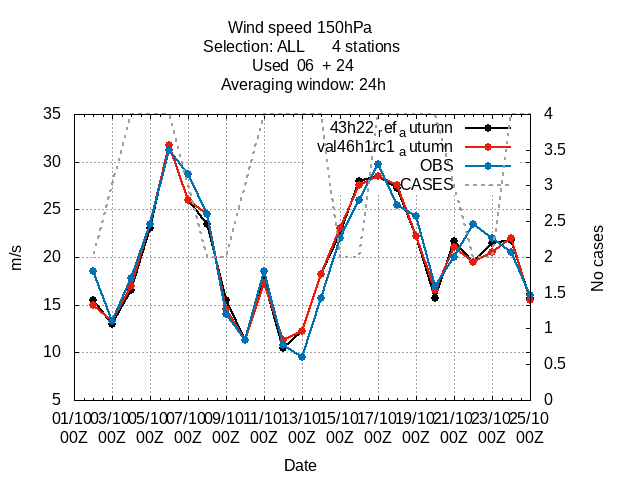 Wind speed 150hPa
Selection: ALL 4 stations
Used 06 + 24
Averaging window: 24h
43h22_ref_autumn
val46h1rc1_autumn
OBS
CASES
35
30
25
20
15
10
5
m/s
4
3.5
3
2.5
2
1.5
1
0.5
0
No cases
01/10 03/10 05/10 07/10 09/10 11/10 13/10 15/10 17/10 19/10 21/10 23/10 25/10
00Z 00Z 00Z 00Z 00Z 00Z 00Z 00Z 00Z 00Z 00Z 00Z 00Z
Date